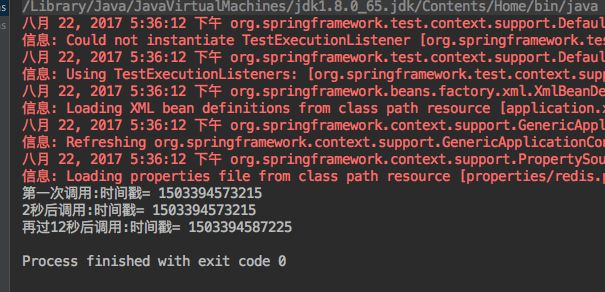 /Library/Java/JavaVirtualMachines/jdk1.8.0_65.jdk/Contents/Home/bin/java
八月 22, 2017 5:36:12 下午 org.springframework.test.context.support.Defaul
信息: Could not instantiate TestExecutionListener [org.springframework.tes
八月 22, 2017 5:36:12 下午 org.springframework.test.context.support.Defaul
信息: Using TestExecutionListeners: [org.springframework.test.context.supp
八月 22, 2017 5:36:12 下午 org.springframework.beans.factory.xml.XmlBeanDe
信息: Loading XML bean definitions from class path resource [application.x
八月 22, 2017 5:36:12 下午 org.springframework.context.support.GenericAppl
信息: Refreshing org.springframework.context.support.GenericApplicationCon
八月 22, 2017 5:36:12 下午 org.springframework.context.support.PropertySou
信息: Loading properties file from class path resource [properties/redis.p
第一次调用:时间戳= 1503394573215
2秒后调用:时间戳= 1503394573215
再过12秒后调用:时间戳= 1503394587225
Process finished with exit code 0